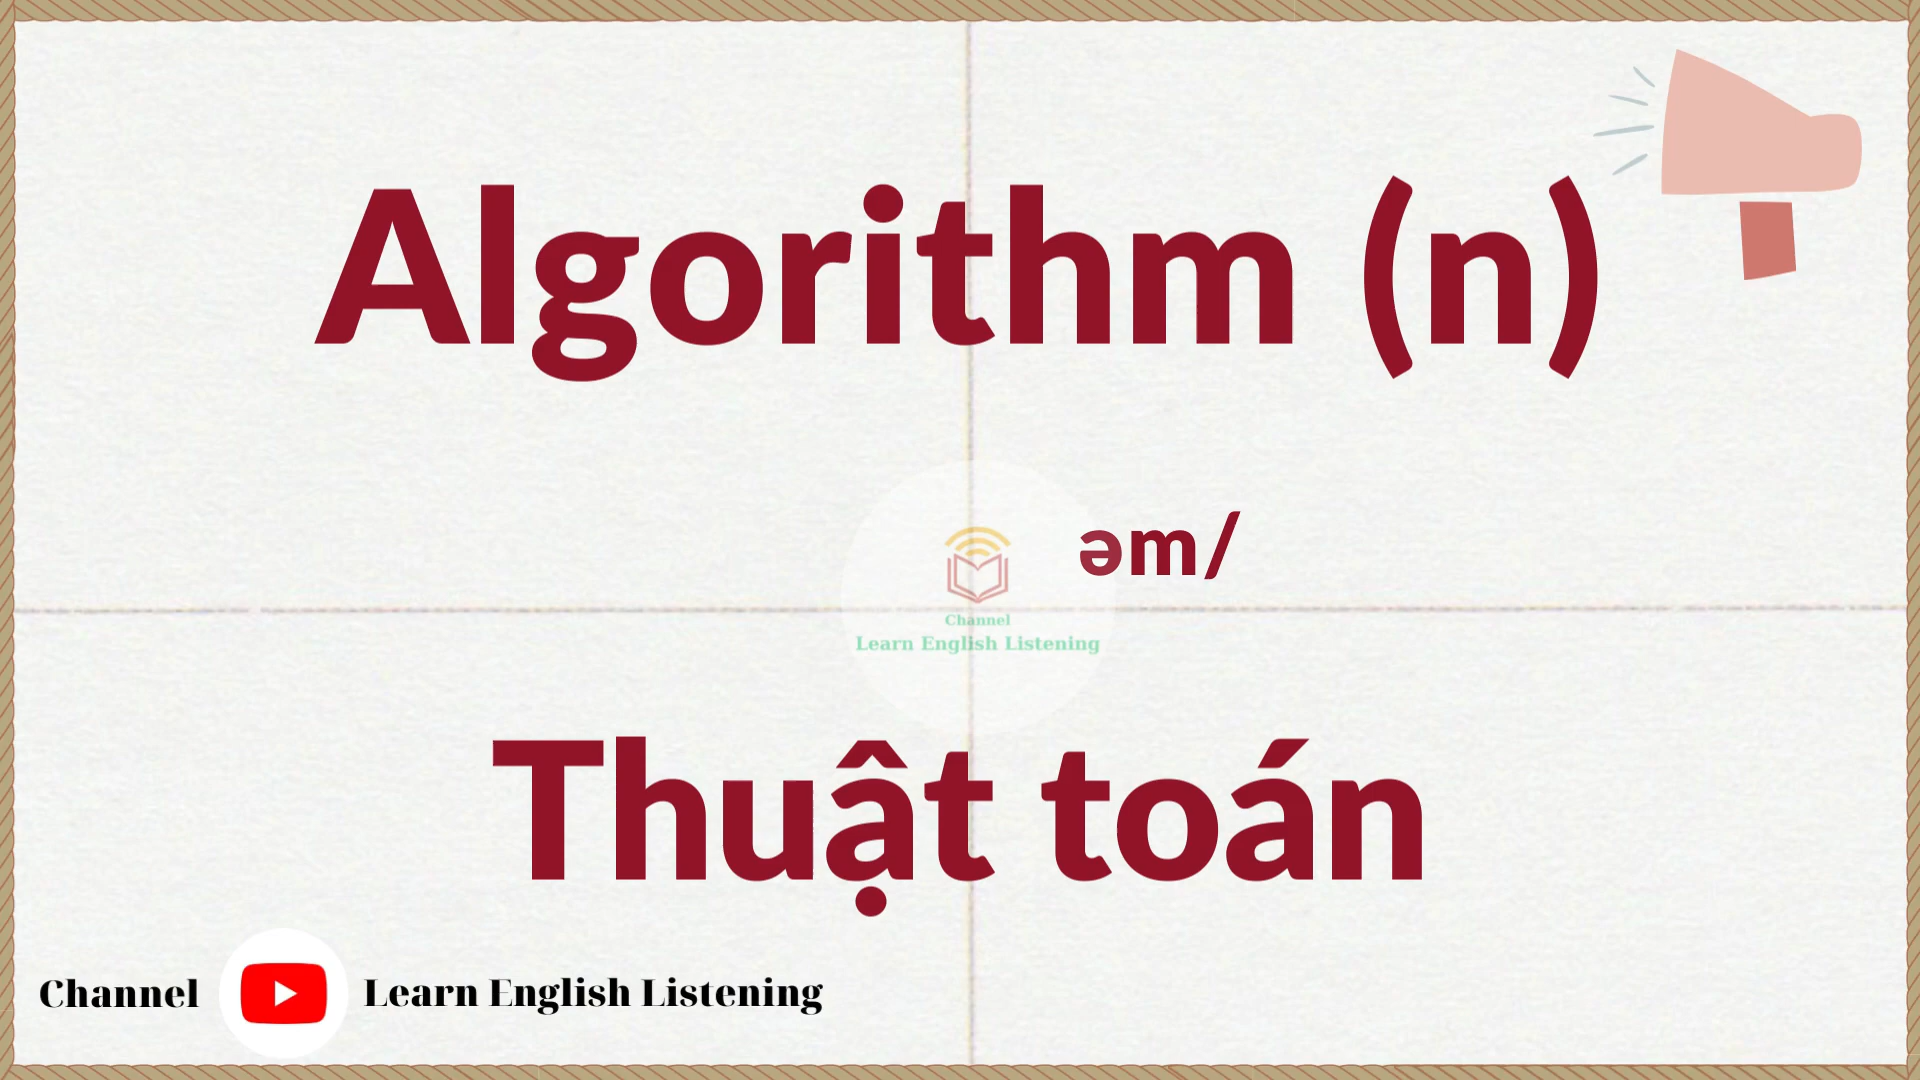 Algorithm (n)
əm/
Channel
Learn English Listening
Thuật toán
Channel Learn English Listening